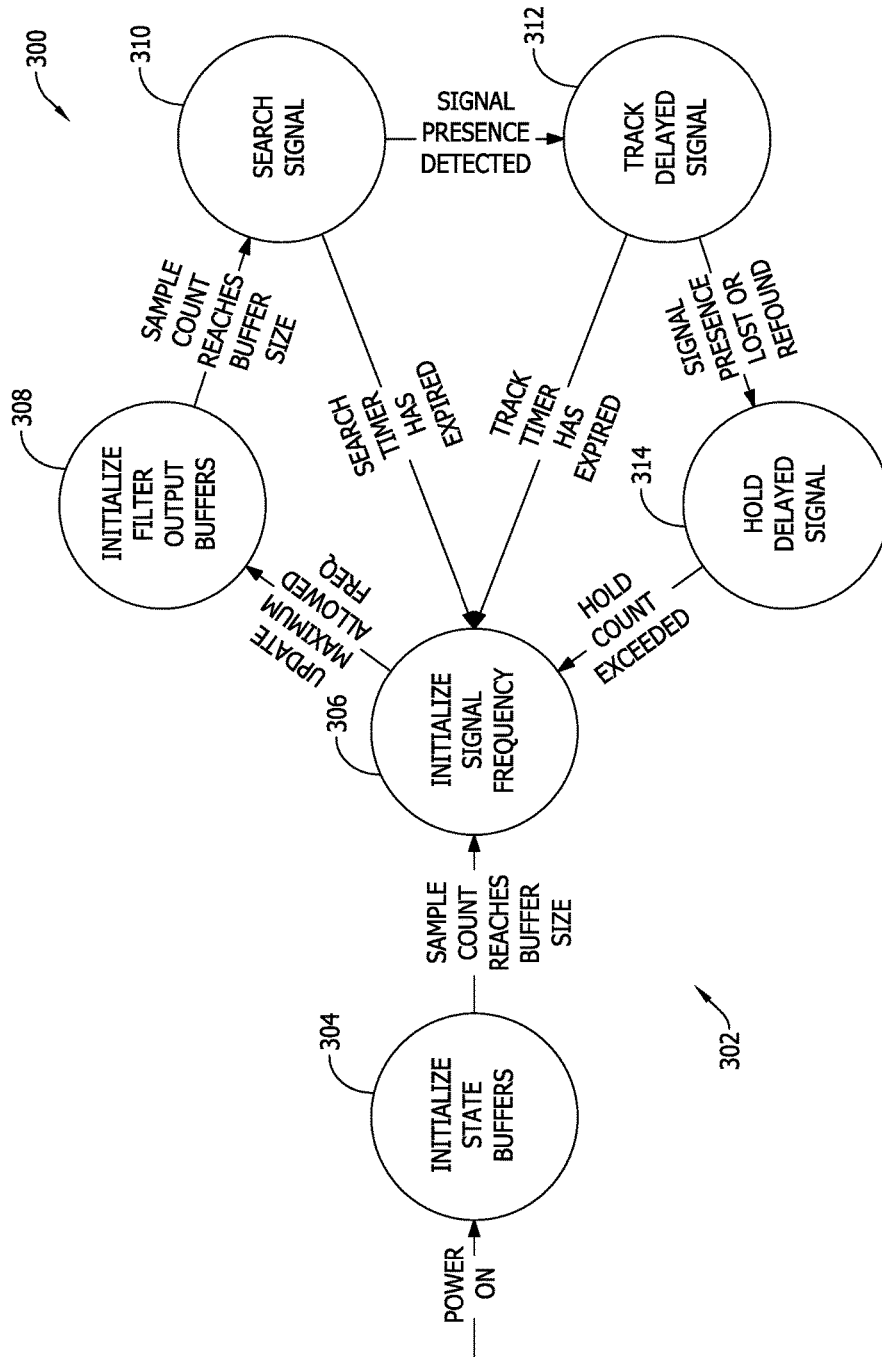 300
302
POWER
ON
304
INITIALIZE
STATE
BUFFERS
SAMPLE
COUNT
REACHES
BUFFER
SIZE
306
INITIALIZE
SIGNAL
FREQUENCY
UPDATE
MAXIMUM
ALLOWED
FREQ
308
INITIALIZE
FILTER
OUTPUT
BUFFERS
SAMPLE
COUNT
REACHES
BUFFER
SIZE
310
SEARCH
SIGNAL
SEARCH
TIMER
HAS
EXPIRED
SIGNAL
PRESENCE
DETECTED
312
TRACK
DELAYED
SIGNAL
TRACK
TIMER
HAS
EXPIRED
SIGNAL
PRESENCE
LOST OR
REFOUND
314
HOLD
DELAYED
SIGNAL
HOLD
COUNT
EXCEEDED